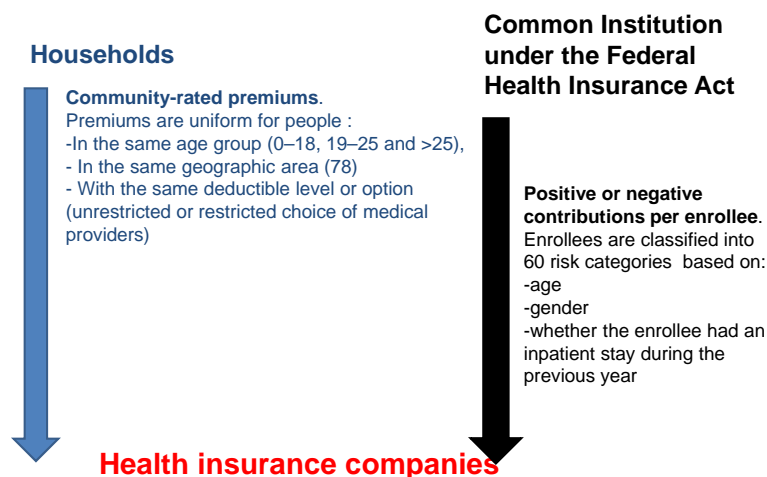 Households
Community-rated premiums.
Premiums are uniform for people :
-In the same age group (0–18, 19–25 and >25),
- In the same geographic area (78)
- With the same deductible level or option
(unrestricted or restricted choice of medical
providers)
Common Institution
under the Federal
Health Insurance Act
Positive or negative
contributions per enrollee.
Enrollees are classified into
60 risk categories  based on:
-age
-gender
-whether the enrollee had an
inpatient stay during the
previous year
Health insurance companies